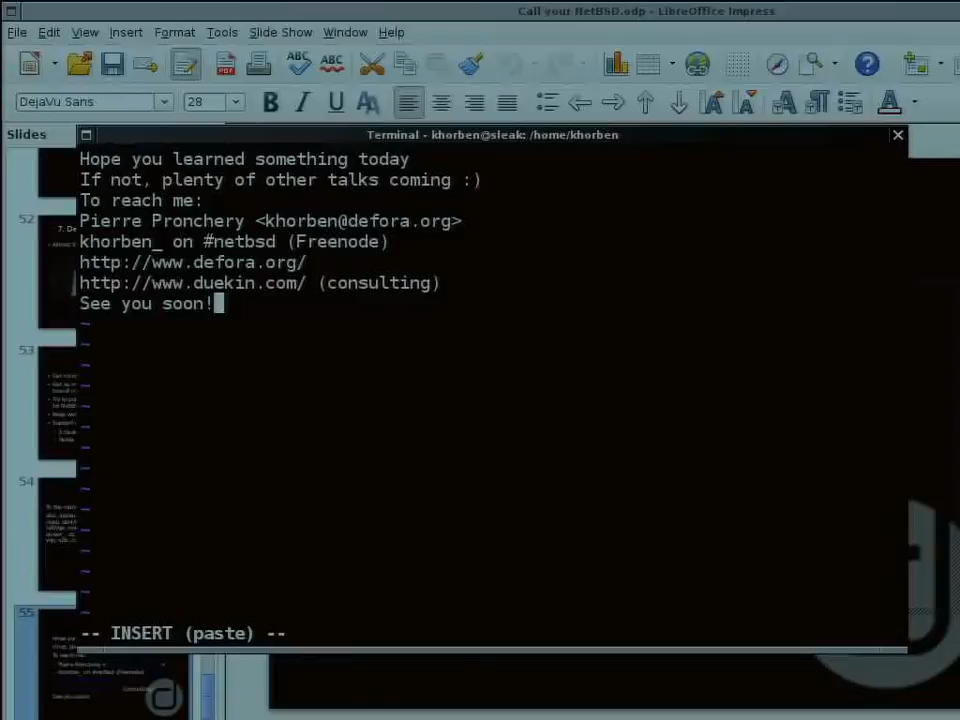 Call your NetBSD.odp - LibreOffice Impress
File Edit View Insert Format Tools Slide Show Window Help
DejaVu Sans 28
Slides
Terminal - khorben@sleak: /home/khorben
Hope you learned something today
If not, plenty of other talks coming :)
To reach me:
Pierre Pronchery <khorben@defora.org>
khorben_ on #netbsd (Freenode)
http://www.defora.org/
http://www.duekin.com/ (consulting)
See you soon!
-- INSERT (paste) --
52
53
54
55